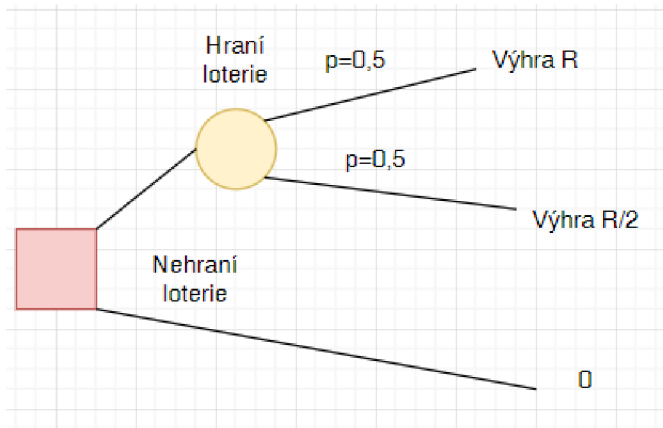 Hraní
loterie
p=0,5
Výhra R
p=0,5
Výhra R/2
Nehraní
loterie
0